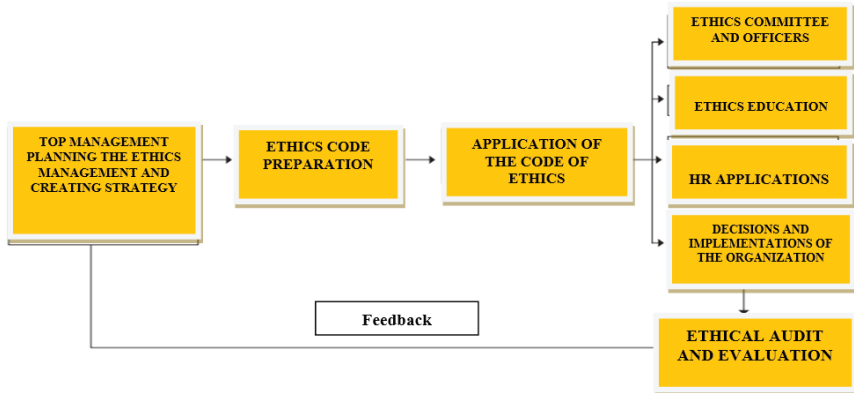 ETHICS COMMITTEE
AND OFFICERS
ETHICS EDUCATION
TOP MANAGEMENT
PLANNING THE ETHICS
MANAGEMENT AND
CREATING STRATEGY
ETHICS CODE
PREPARATION
APPLICATION OF
THE CODE OF
ETHICS
HR APPLICATIONS
DECISIONS AND
IMPLEMENTATIONS OF
THE ORGANIZATION
Feedback
ETHICAL AUDIT
AND EVALUATION